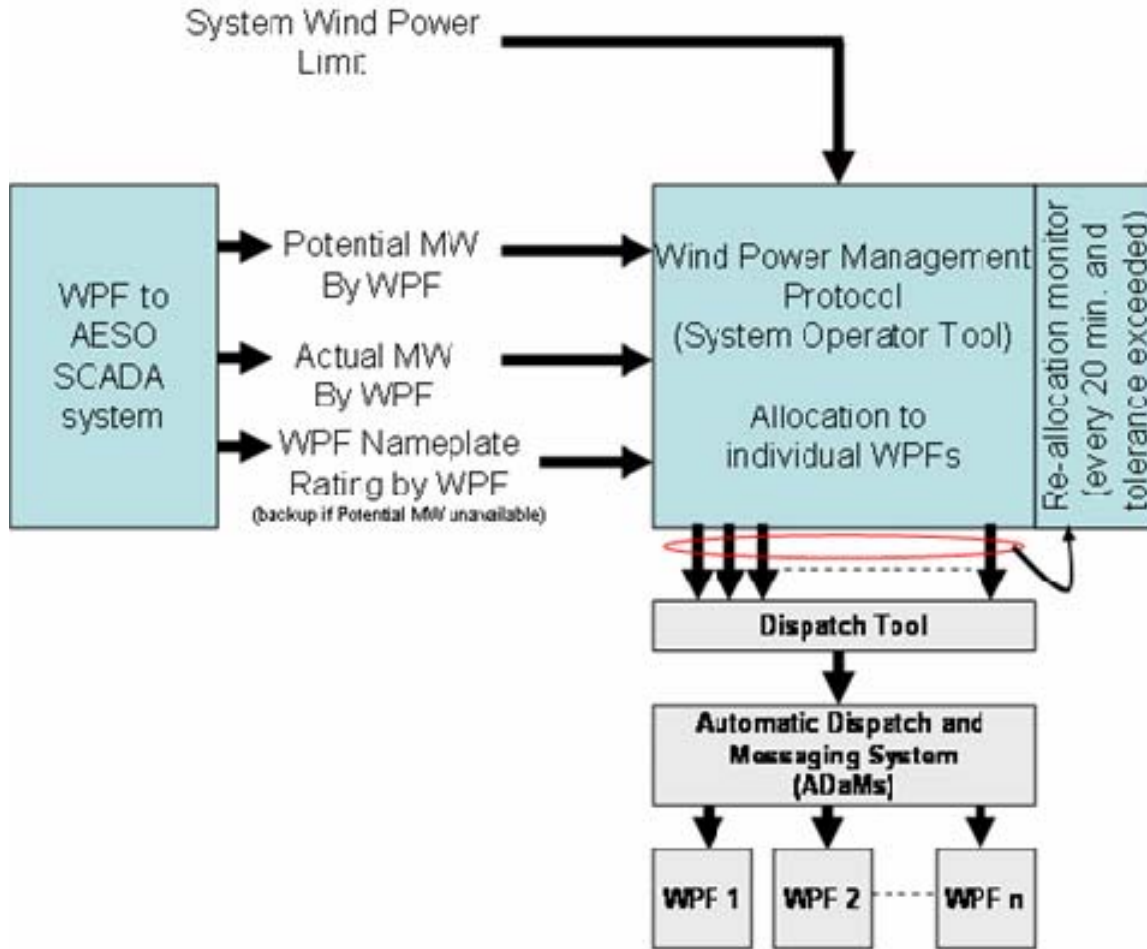 System Wind Power
Limit
WPF to
AESO
SCADA
system
Potential MW
By WPF
Actual MW
By WPF
WPF Nameplate
Rating by WPF
(backup if Potential MW unavailable)
Wind Power Management
Protocol
(System Operator Tool)
Allocation to
individual WPFs
Re-allocation monitor
(every 20 min. and
tolerance exceeded)
Dispatch Tool
Automatic Dispatch and
Messaging System
(ADaMs)
WPF 1
WPF 2
WPF n